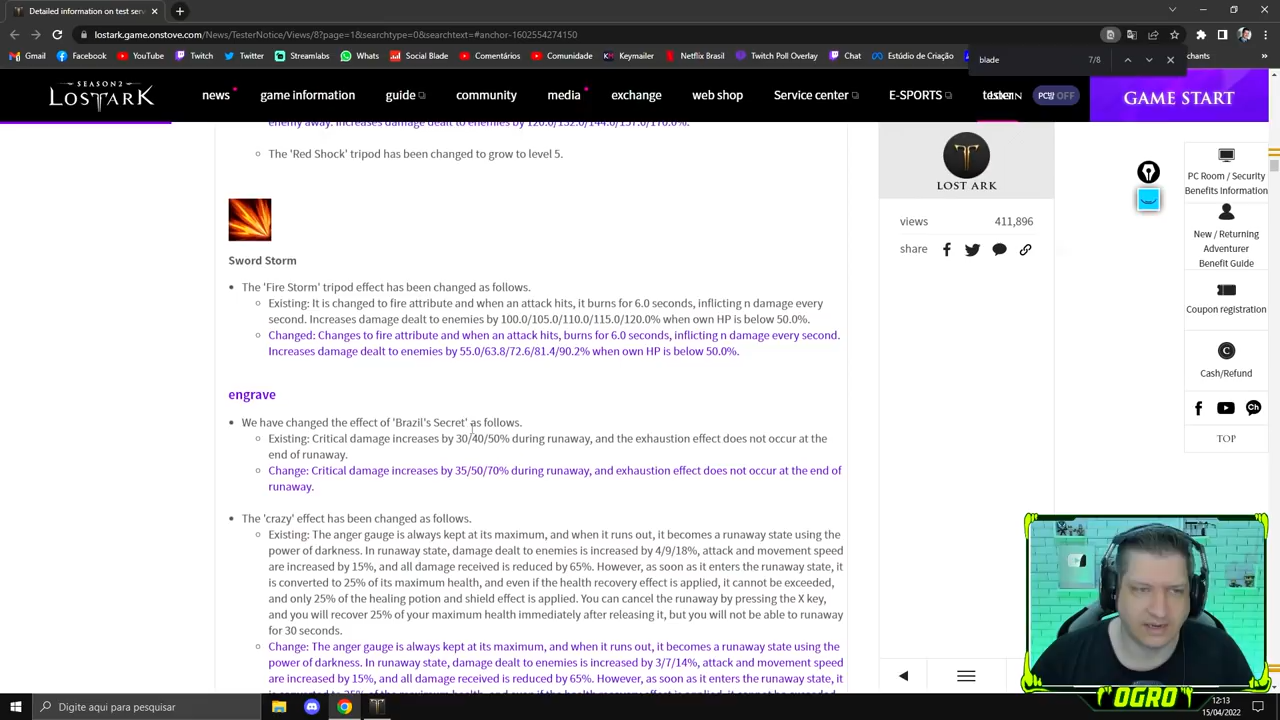 Detailed information on test serv
lostark.game.onstove.com/News/TesterNotice/Views/8?page=1&searchtype=0&searchtext=#anchor-1602554274150
Gmail
Facebook
YouTube
Twitch
Twitter
Streamlabs
Whats
Social Blade
Comentários
Conteúdo
Comunidade
Keymailer
Netflix Brasil
Twitch Poll Overlay
Chat
Estúdio de Criação
blade
7/8
SEASON2
LOSTARK
news
game information
guide
community
media
exchange
web shop
Service center
E-SPORTS
OFF
GAME START
enemy away. Increases damage dealt to enemies by 120.0/132.0/144.0/157.0/170.0%.
The 'Red Shock' tripod has been changed to grow to level 5.
Sword Storm
The 'Fire Storm' tripod effect has been changed as follows.
Existing: It is changed to fire attribute and when an attack hits, it burns for 6.0 seconds, inflicting n damage every
second. Increases damage dealt to enemies by 100.0/105.0/110.0/115.0/120.0% when own HP is below 50.0%.
Changed: Changes to fire attribute and when an attack hits, burns for 6.0 seconds, inflicting n damage every second.
Increases damage dealt to enemies by 55.0/63.8/72.6/81.4/90.2% when own HP is below 50.0%.
engrave
We have changed the effect of 'Brazil's Secret' as follows.
Existing: Critical damage increases by 30/40/50% during runaway, and the exhaustion effect does not occur at the
end of runaway.
Change: Critical damage increases by 35/50/70% during runaway, and exhaustion effect does not occur at the end of
runaway.
The 'crazy' effect has been changed as follows.
Existing: The anger gauge is always kept at its maximum, and when it runs out, it becomes a runaway state using the
power of darkness. In runaway state, damage dealt to enemies is increased by 4/9/18%, attack and movement speed
are increased by 15%, and all damage received is reduced by 65%. However, as soon as it enters the runaway state, it
is converted to 25% of its maximum health, and even if the health recovery effect is applied, it cannot be exceeded,
and only 25% of the healing potion and shield effect is applied. You can cancel the runaway by pressing the X key,
and you will recover 25% of your maximum health immediately after releasing it, but you will not be able to runaway
for 30 seconds.
Change: The anger gauge is always kept at its maximum, and when it runs out, it becomes a runaway state using the
power of darkness. In runaway state, damage dealt to enemies is increased by 3/7/14%, attack and movement speed
are increased by 15%, and all damage received is reduced by 65%. However, as soon as it enters the runaway state, it
LOST ARK
views 411,896
share
PC Room / Security
Benefits Information
New / Returning
Adventurer
Benefit Guide
Coupon registration
Cash/Refund
Ch
TOP
OGRO
Digite aqui para pesquisar
12:13
15/04/2022